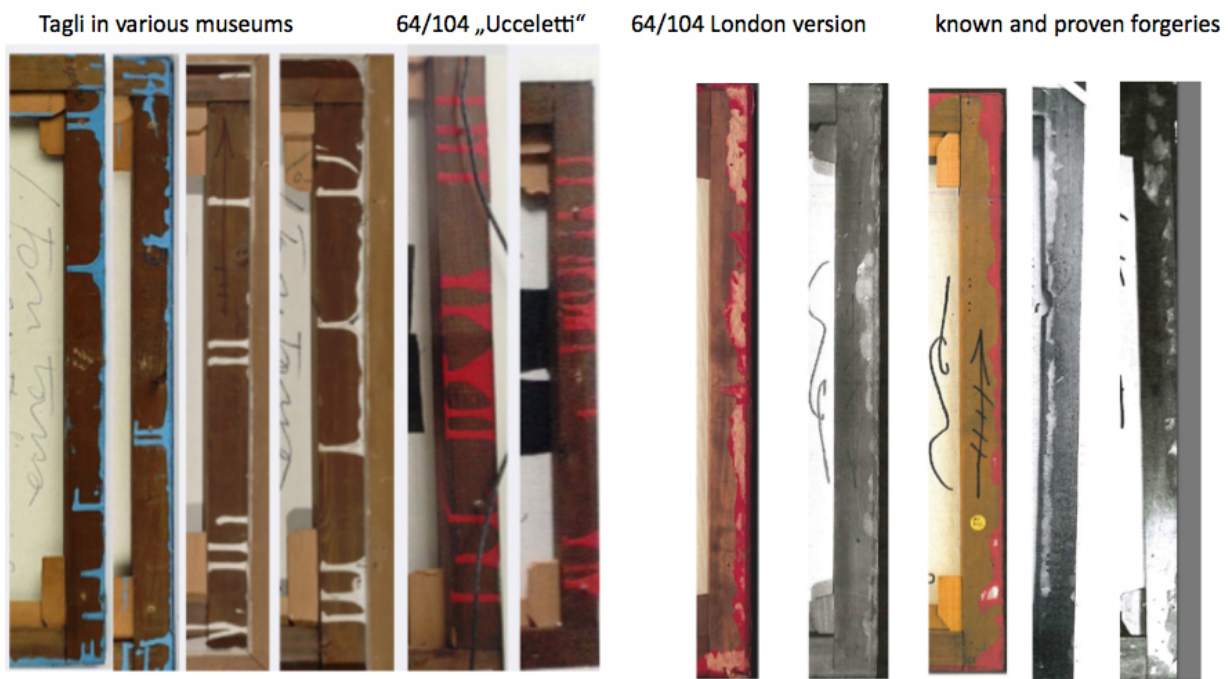 Tagli in various museums
64/104 „Ucceletti“
64/104 London version
known and proven forgeries